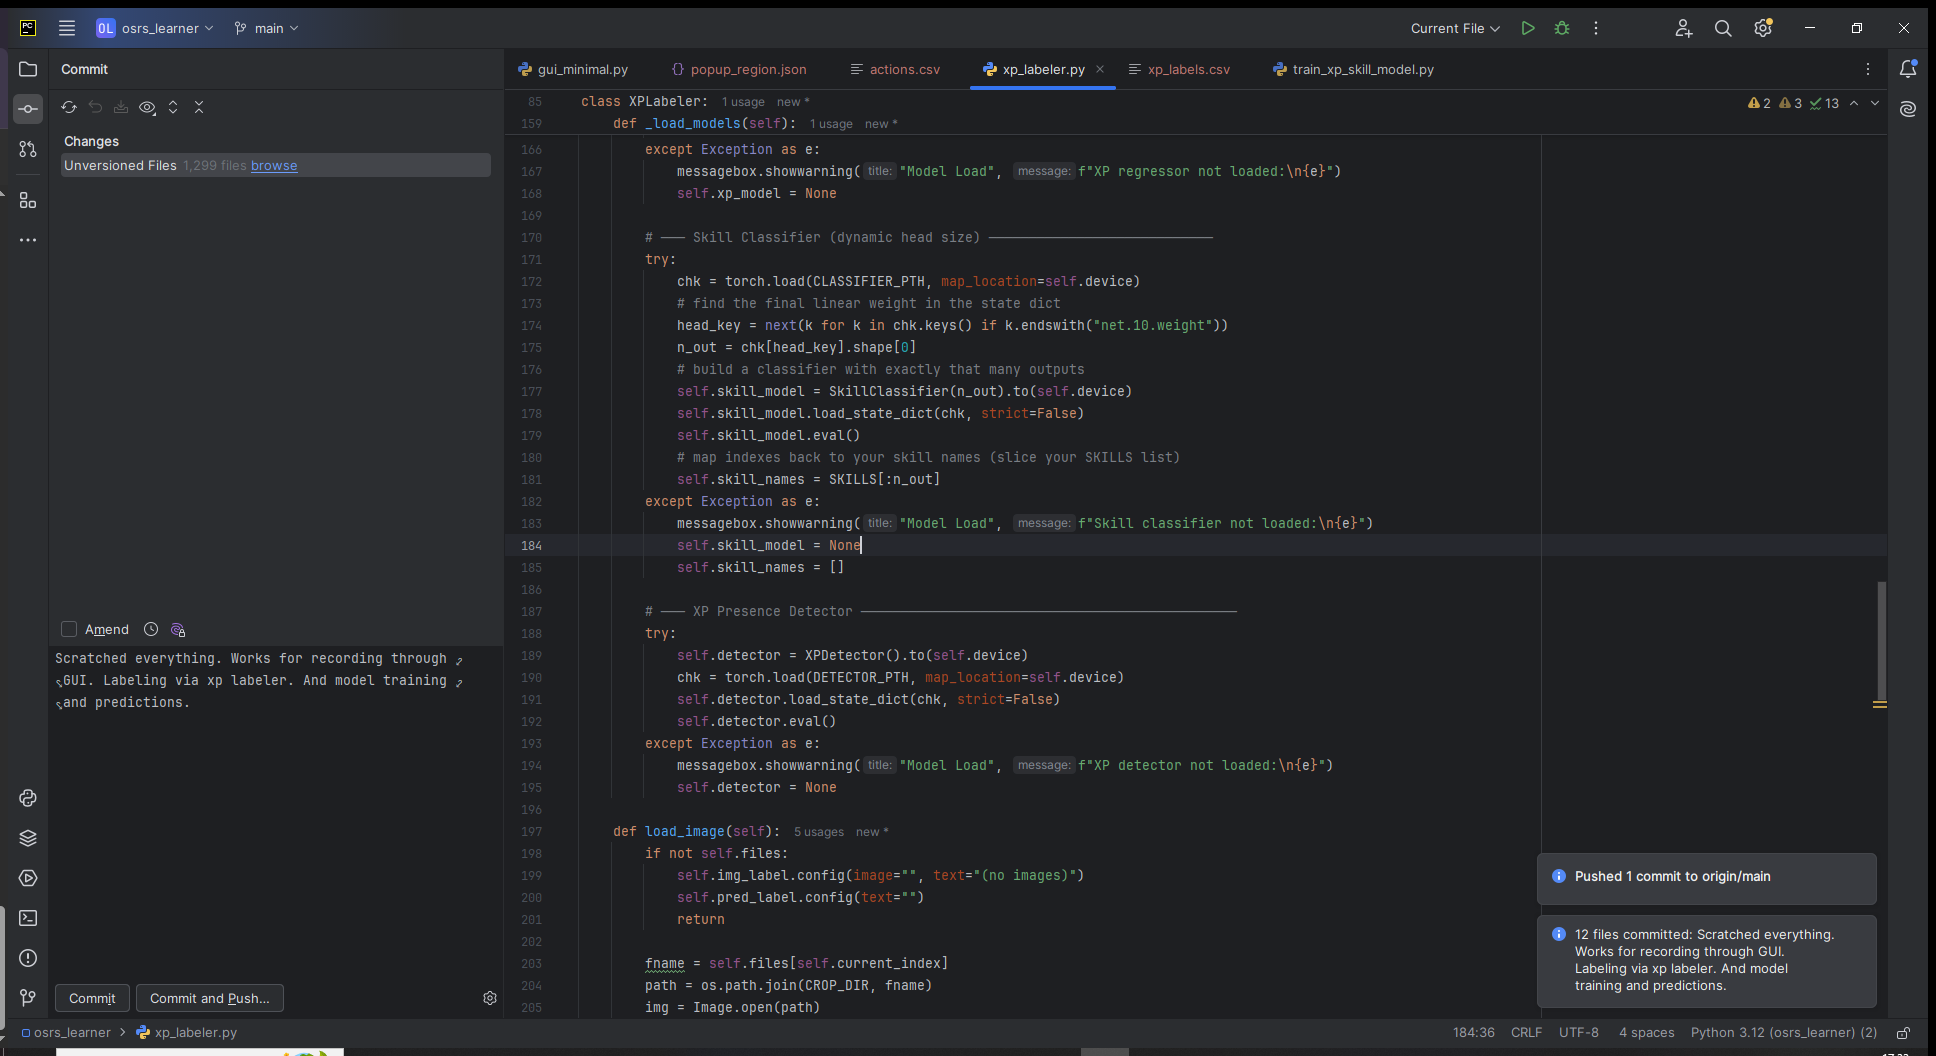 PC
OL osrs_learner
main
Current File
Commit
gui_minimal.py
popup_region.json
actions.csv
xp_labeler.py
xp_labels.csv
train_xp_skill_model.py
Changes
Unversioned Files 1,299 files browse
Amend
Scratched everything. Works for recording through
GUI. Labeling via xp labeler. And model training
and predictions.
Commit
Commit and Push...
2 3 13
85 class XPLabeler: 1 usage new *
159 def _load_models(self): 1 usage new *
166 except Exception as e:
167 messagebox.showwarning( title: "Model Load", message: f"XP regressor not loaded:\n{e}")
168 self.xp_model = None
169
170 # ─── Skill Classifier (dynamic head size) ────────────────────────────
171 try:
172 chk = torch.load(CLASSIFIER_PTH, map_location=self.device)
173 # find the final linear weight in the state dict
174 head_key = next(k for k in chk.keys() if k.endswith("net.10.weight"))
175 n_out = chk[head_key].shape[0]
176 # build a classifier with exactly that many outputs
177 self.skill_model = SkillClassifier(n_out).to(self.device)
178 self.skill_model.load_state_dict(chk, strict=False)
179 self.skill_model.eval()
180 # map indexes back to your skill names (slice your SKILLS list)
181 self.skill_names = SKILLS[:n_out]
182 except Exception as e:
183 messagebox.showwarning( title: "Model Load", message: f"Skill classifier not loaded:\n{e}")
184 self.skill_model = None
185 self.skill_names = []
186
187 # ─── XP Presence Detector ───────────────────────────────────────────────
188 try:
189 self.detector = XPDetector().to(self.device)
190 chk = torch.load(DETECTOR_PTH, map_location=self.device)
191 self.detector.load_state_dict(chk, strict=False)
192 self.detector.eval()
193 except Exception as e:
194 messagebox.showwarning( title: "Model Load", message: f"XP detector not loaded:\n{e}")
195 self.detector = None
196
197 def load_image(self): 5 usages new *
198 if not self.files:
199 self.img_label.config(image="", text="(no images)")
200 self.pred_label.config(text="")
201 return
202
203 fname = self.files[self.current_index]
204 path = os.path.join(CROP_DIR, fname)
205 img = Image.open(path)
Pushed 1 commit to origin/main
12 files committed: Scratched everything.
Works for recording through GUI.
Labeling via xp labeler. And model
training and predictions.
osrs_learner > xp_labeler.py
184:36 CRLF UTF-8 4 spaces Python 3.12 (osrs_learner) (2)